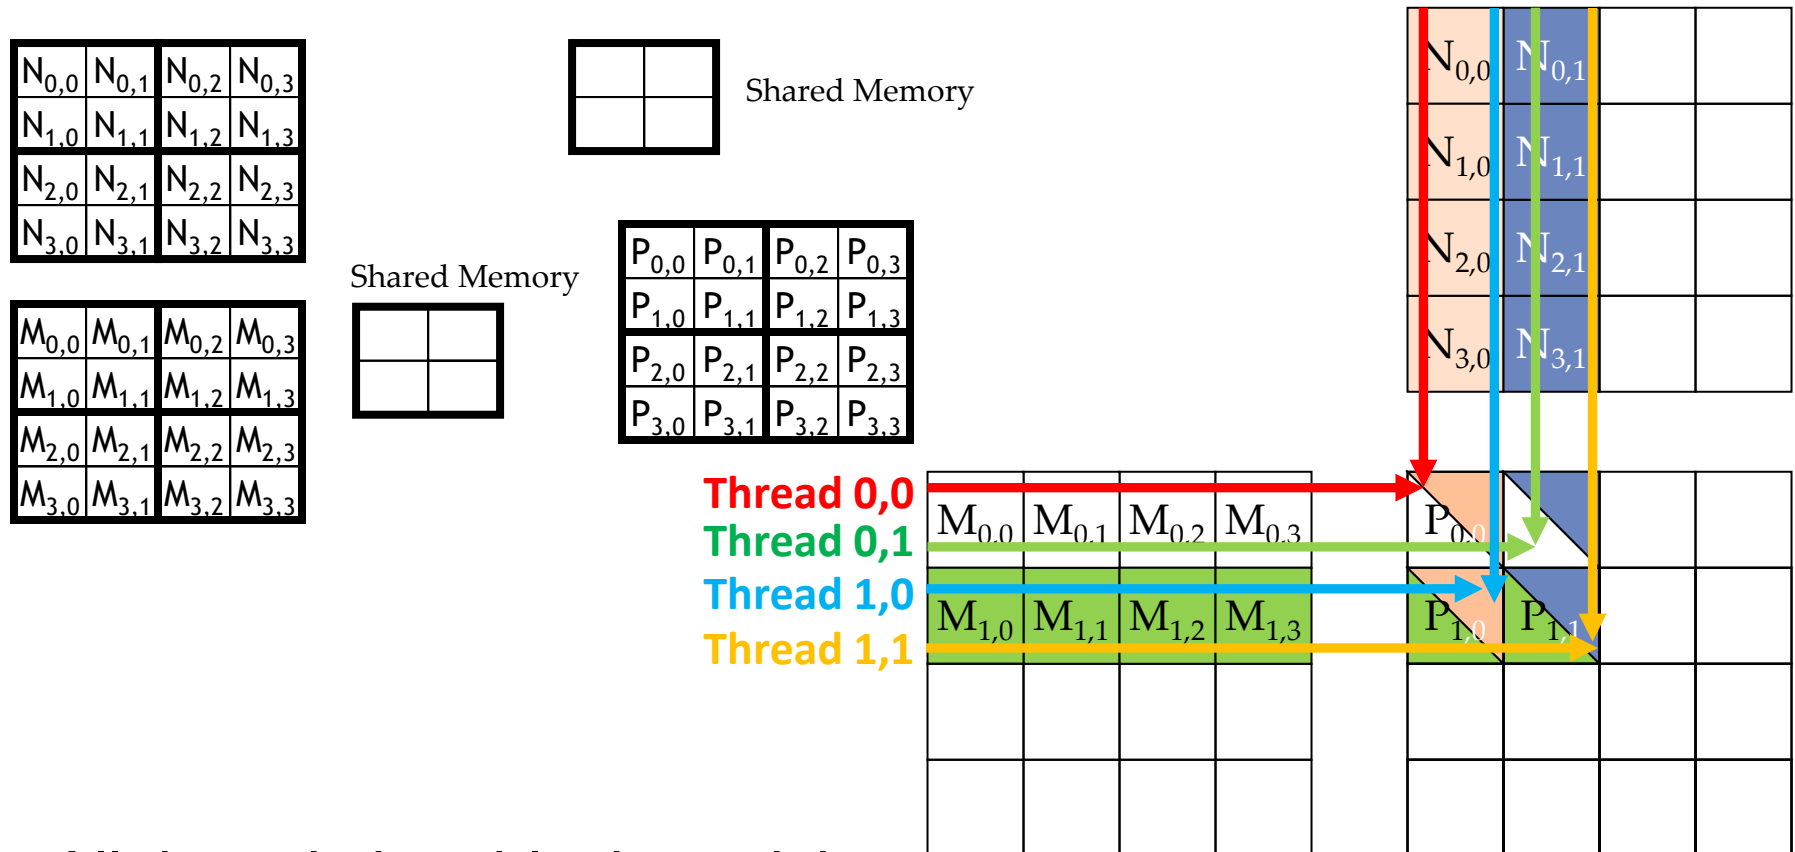 N0,0 N0,1 N0,2 N0,3
N1,0 N1,1 N1,2 N1,3
N2,0 N2,1 N2,2 N2,3
N3,0 N3,1 N3,2 N3,3
Shared Memory
Shared Memory
M0,0 M0,1 M0,2 M0,3
M1,0 M1,1 M1,2 M1,3
M2,0 M2,1 M2,2 M2,3
M3,0 M3,1 M3,2 M3,3
P0,0 P0,1 P0,2 P0,3
P1,0 P1,1 P1,2 P1,3
P2,0 P2,1 P2,2 P2,3
P3,0 P3,1 P3,2 P3,3
N0,0 N0,1
N1,0 N1,1
N2,0 N2,1
N3,0 N3,1
Thread 0,0
Thread 0,1
Thread 1,0
Thread 1,1
M0,0 M0,1 M0,2 M0,3
M1,0 M1,1 M1,2 M1,3
P0,0
P1,0 P1,1